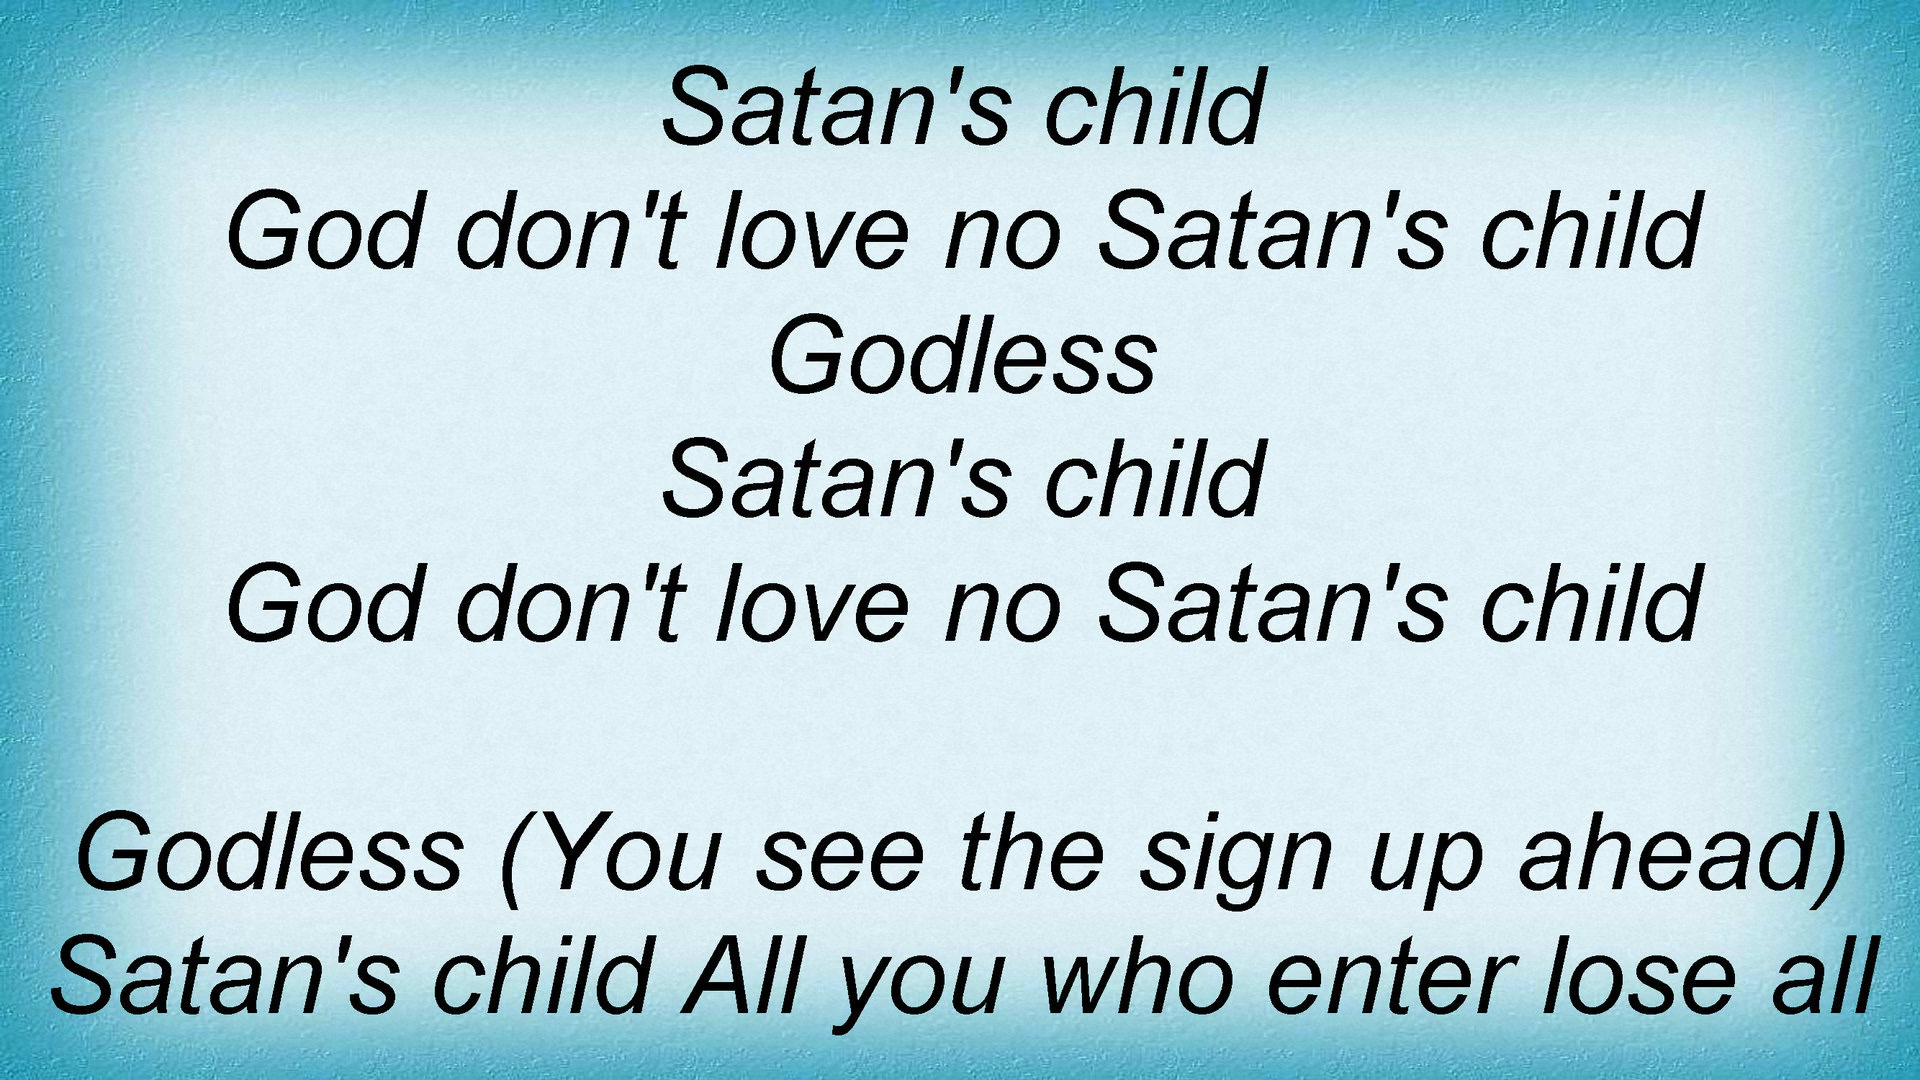 Satan's child
God don't love no Satan's child
Godless
Satan's child
God don't love no Satan's child
Godless (You see the sign up ahead)
Satan's child All you who enter lose all